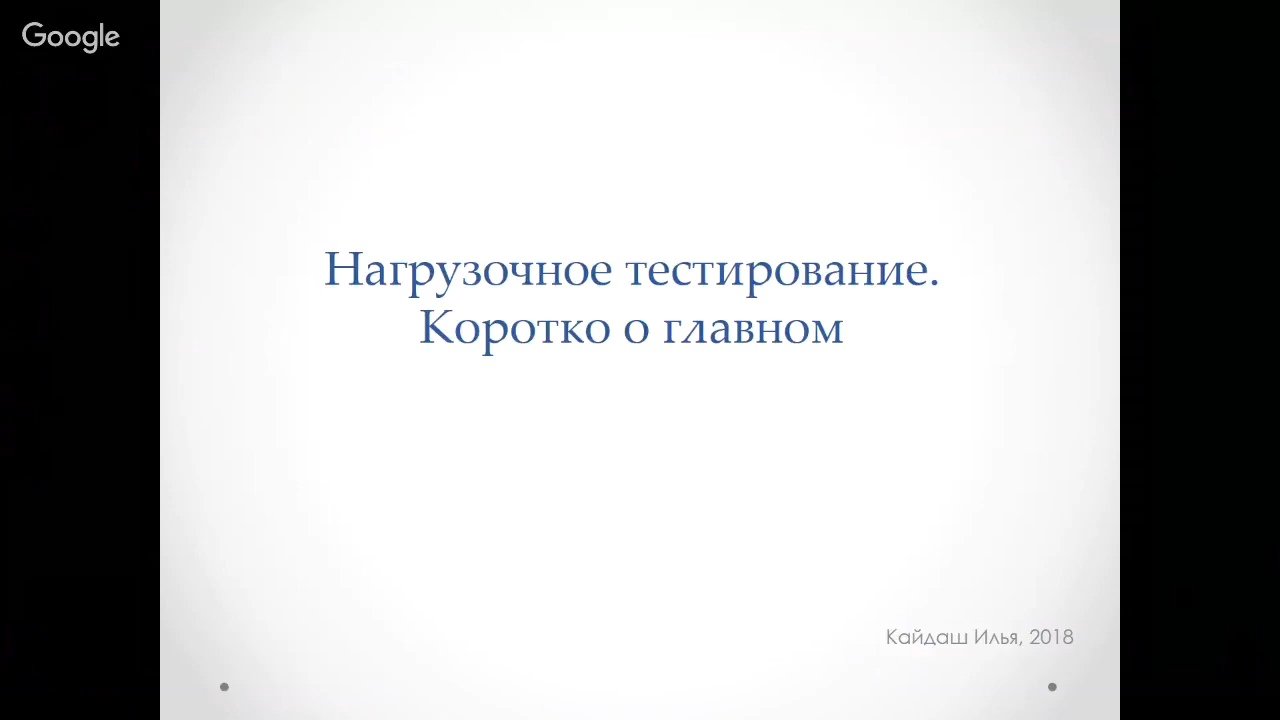 Google
Нагрузочное тестирование.
Коротко о главном
Кайдаш Илья, 2018